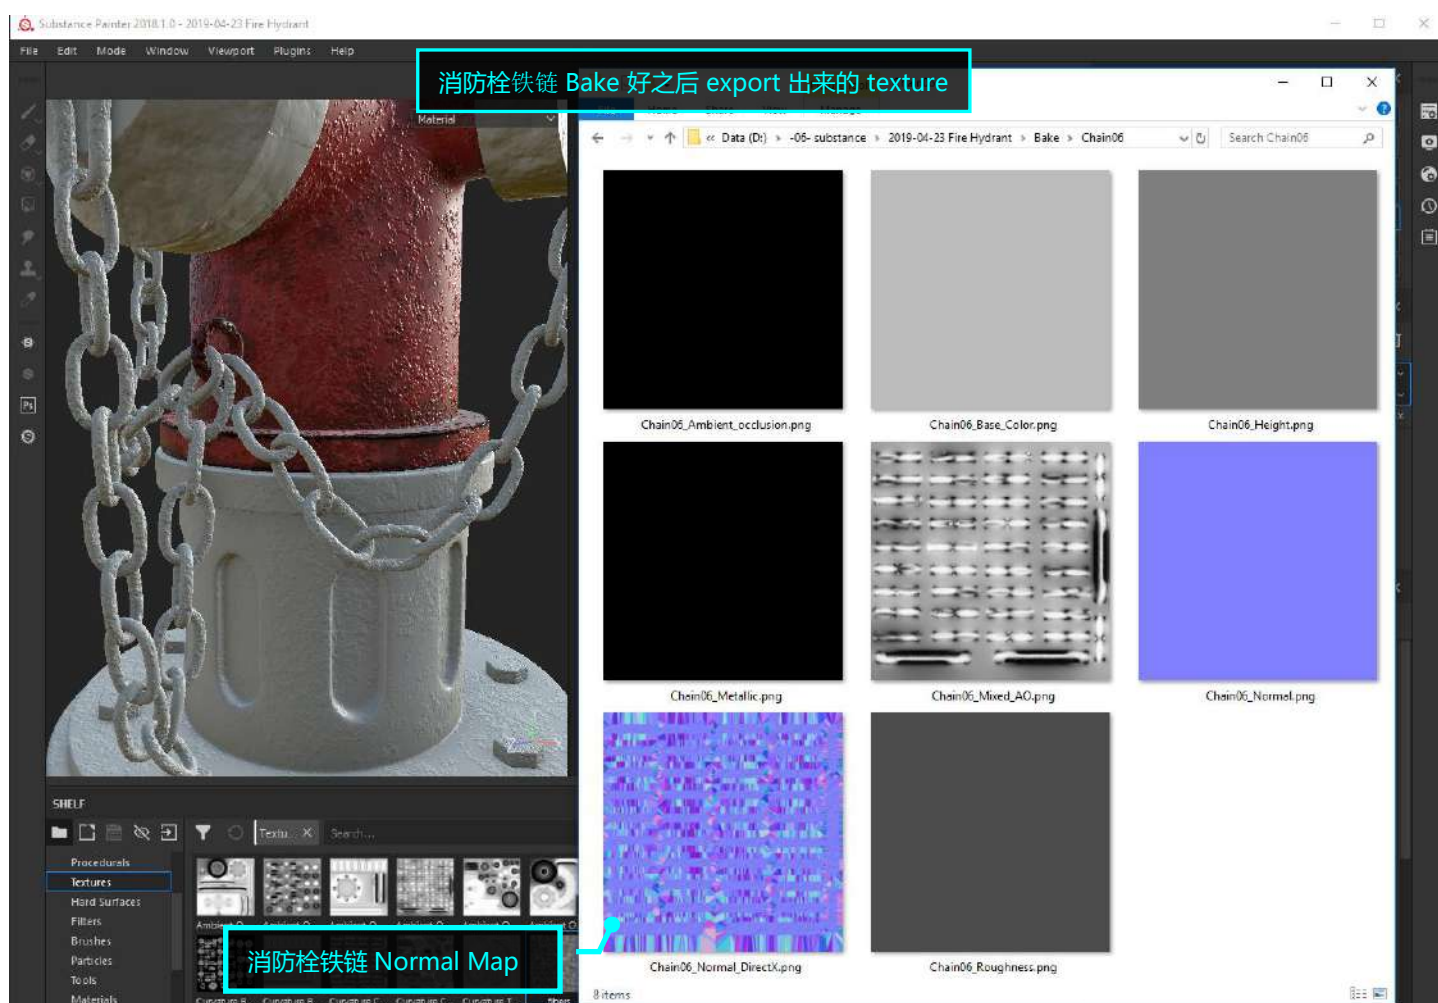 Substance Painter 2018.1.0 - 2019-04-23 Fire Hydrant
File Edit Mode Window Viewport Plugins Help
消防栓铁链 Bake 好之后 export 出来的 texture
Material
« Data (D:) › -06- substance › 2019-04-23 Fire Hydrant › Bake › Chain06
Search Chain06
Chain06_Ambient_occlusion.png
Chain06_Base_Color.png
Chain06_Height.png
Chain06_Metallic.png
Chain06_Mixed_AO.png
Chain06_Normal.png
Chain06_Normal_DirectX.png
Chain06_Roughness.png
8 items
SHELF
Textu... Search...
Procedurals
Textures
Hard Surfaces
Filters
Brushes
Particles
Tools
Materials
消防栓铁链 Normal Map
Ps